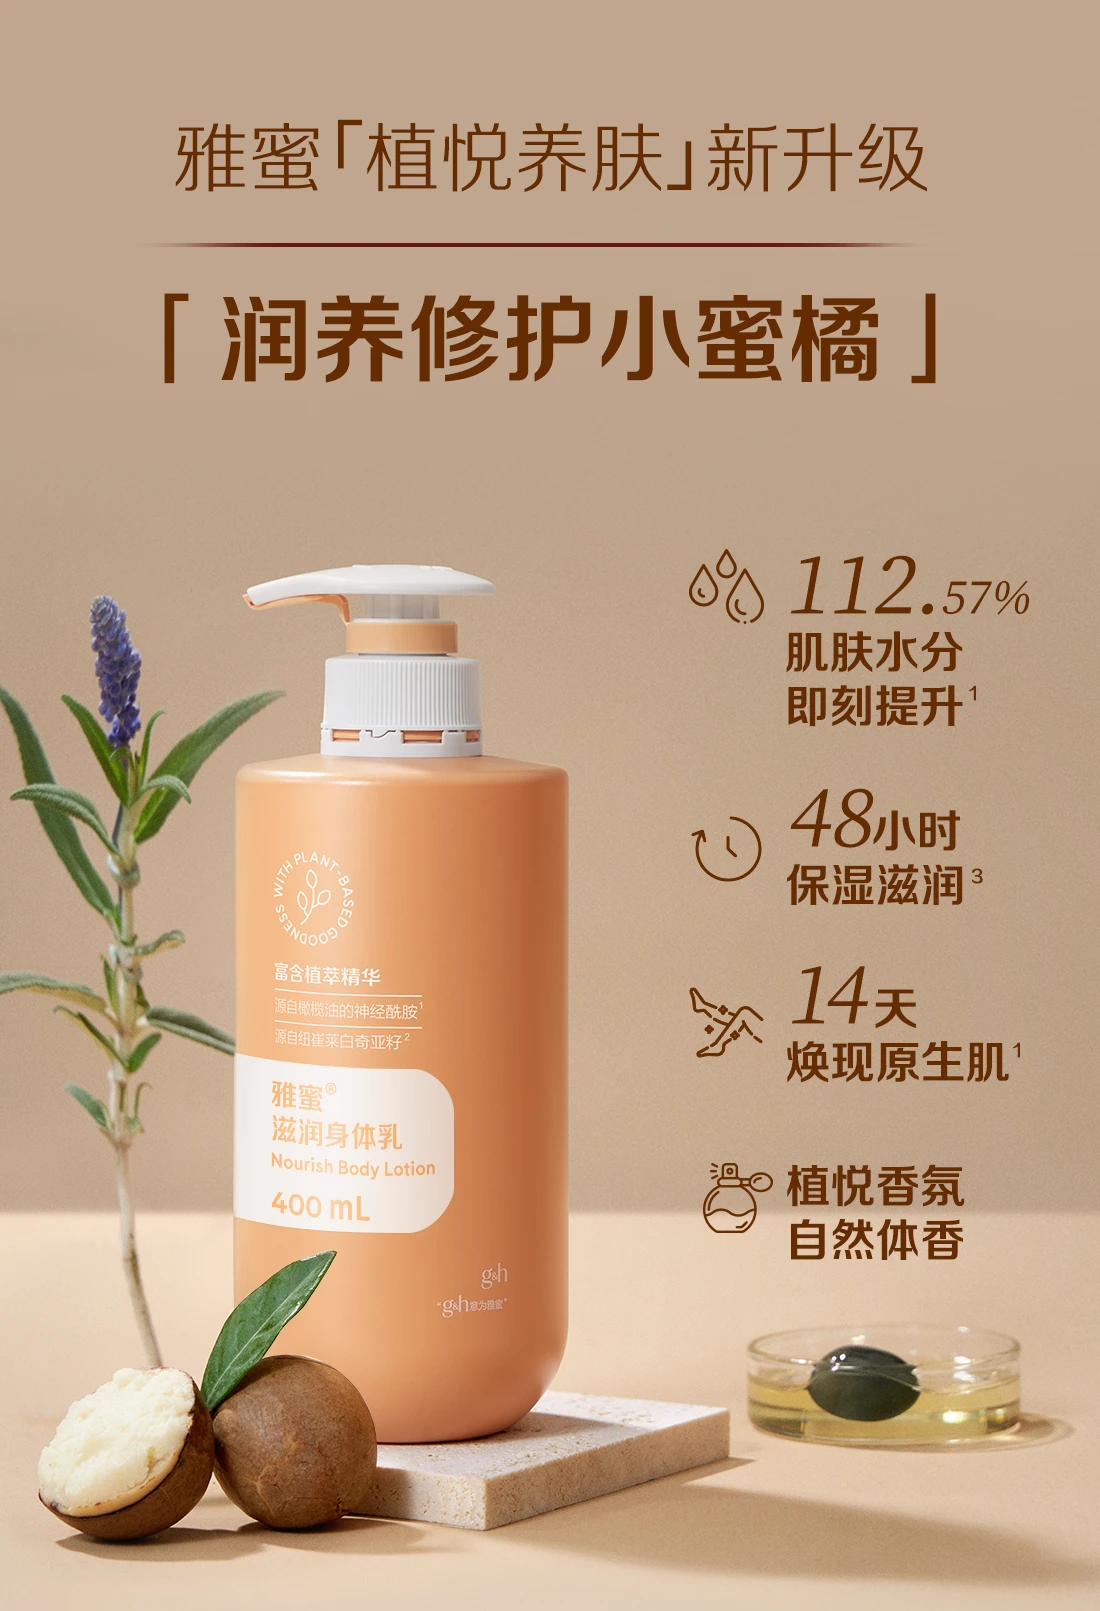 雅蜜「植悦养肤」新升级
「润养修护小蜜橘」
112.57%
肌肤水分
即刻提升1
48小时
保湿滋润3
14天
焕现原生肌1
植悦香氛
自然体香
WITH PLANT-BASED GOODNESS
富含植萃精华
源自橄榄油的神经酰胺1
源自纽崔莱白奇亚籽2
雅蜜®
滋润身体乳
Nourish Body Lotion
400 mL
g&h
"g&h意为雅蜜"